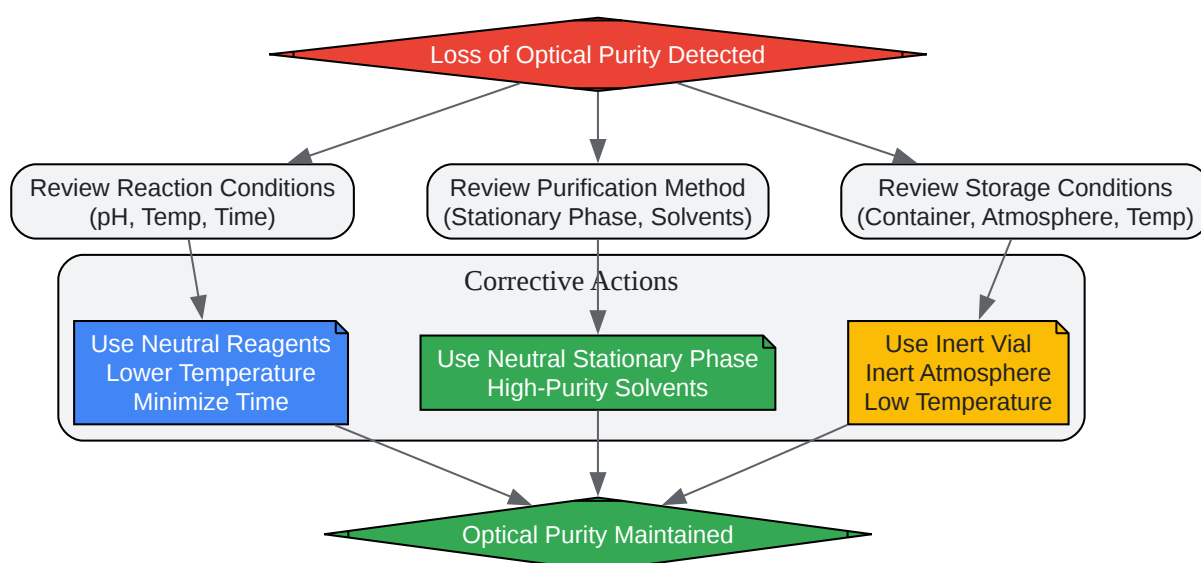 Loss of Optical Purity Detected
Review Reaction Conditions
(pH, Temp, Time)
Review Purification Method
(Stationary Phase, Solvents)
Review Storage Conditions
(Container, Atmosphere, Temp)
Corrective Actions
Use Neutral Reagents
Lower Temperature
Minimize Time
Use Neutral Stationary Phase
High-Purity Solvents
Use Inert Vial
Inert Atmosphere
Low Temperature
Optical Purity Maintained